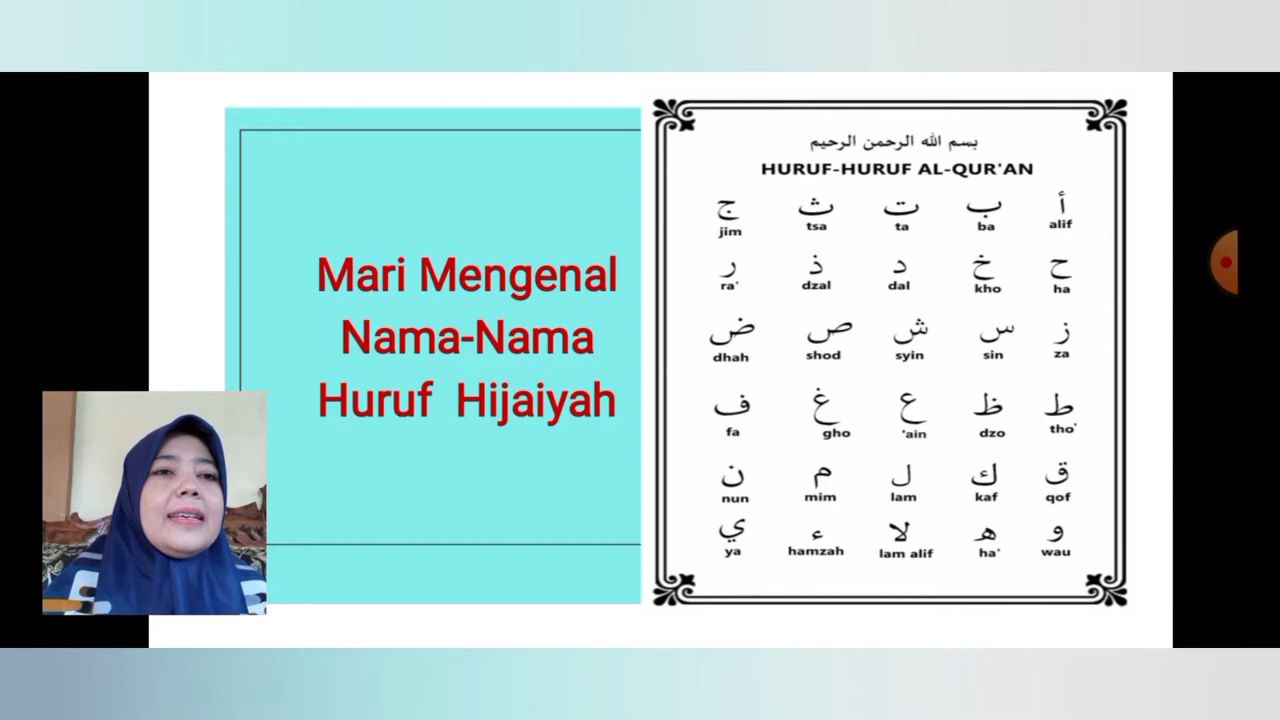 Mari Mengenal
Nama-Nama
Huruf Hijaiyah
بسم الله الرحمن الرحيم
HURUF-HURUF AL-QUR'AN
أ ب ت ث ج
alif ba ta tsa jim
ح خ د ذ ر
ha kho dal dzal ra'
ز س ش ص ض
za sin syin shod dhah
ط ظ ع غ ف
tho' dzo 'ain gho fa
ق ك ل م ن
qof kaf lam mim nun
و ه لا ء ي
wau ha' lam alif hamzah ya